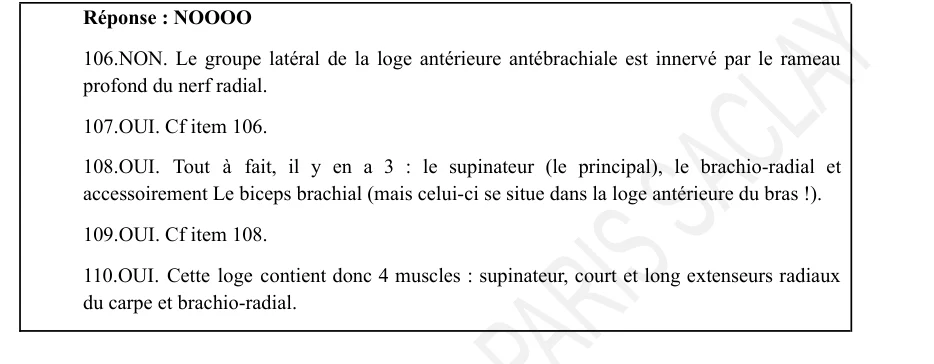 Réponse : NOOOO
106.NON. Le groupe latéral de la loge antérieure antébrachiale est innervé par le rameau
profond du nerf radial.
107.OUI. Cf item 106.
108.OUI. Tout à fait, il y en a 3 : le supinateur (le principal), le brachio-radial et
accessoirement Le biceps brachial (mais celui-ci se situe dans la loge antérieure du bras !).
109.OUI. Cf item 108.
110.OUI. Cette loge contient donc 4 muscles : supinateur, court et long extenseurs radiaux
du carpe et brachio-radial.
PARIS SACLAY